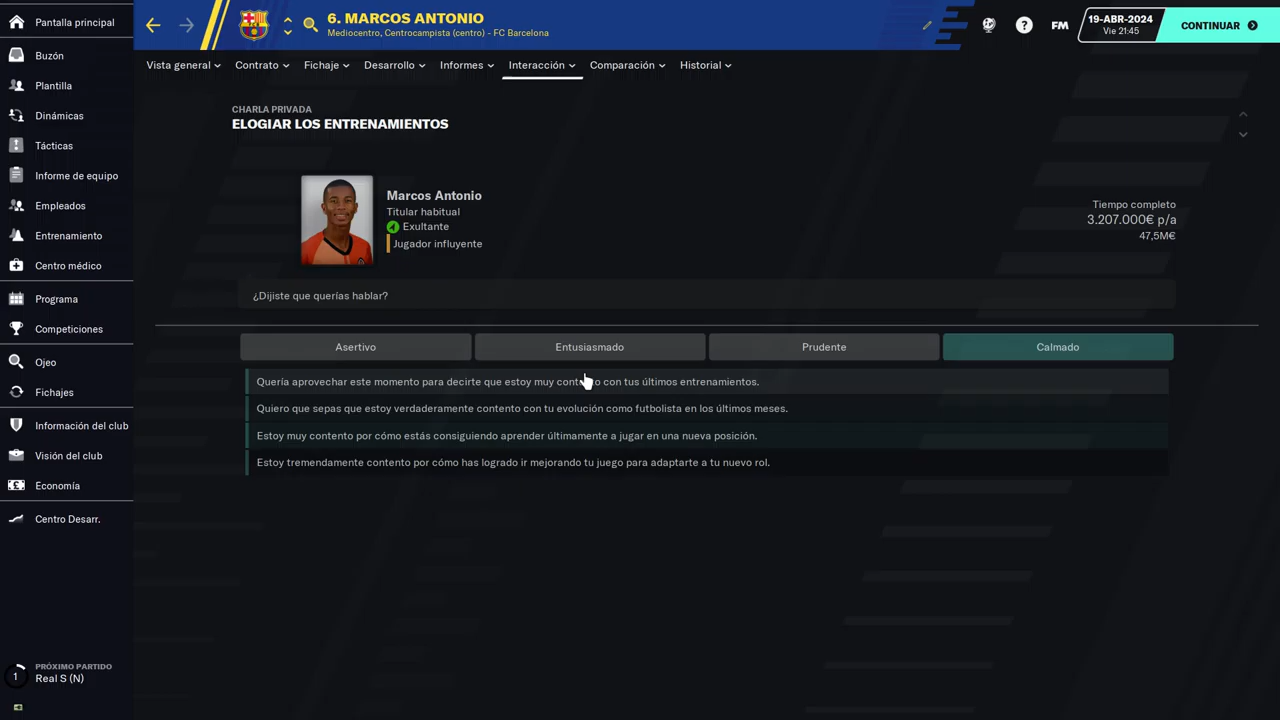 Pantalla principal
Buzón
Plantilla
Dinámicas
Tácticas
Informe de equipo
Empleados
Entrenamiento
Centro médico
Programa
Competiciones
Ojeo
Fichajes
Información del club
Visión del club
Economía
Centro Desarr.
1
PRÓXIMO PARTIDO
Real S (N)
6. MARCOS ANTONIO
Mediocentro, Centrocampista (centro) - FC Barcelona
?
FM
19-ABR-2024
Vie 21:45
CONTINUAR
Vista general Contrato Fichaje Desarrollo Informes Interacción Comparación Historial
CHARLA PRIVADA
ELOGIAR LOS ENTRENAMIENTOS
Marcos Antonio
Titular habitual
Exultante
Jugador influyente
Tiempo completo
3.207.000€ p/a
47,5M€
¿Dijiste que querías hablar?
Asertivo Entusiasmado Prudente Calmado
Quería aprovechar este momento para decirte que estoy muy contento con tus últimos entrenamientos.
Quiero que sepas que estoy verdaderamente contento con tu evolución como futbolista en los últimos meses.
Estoy muy contento por cómo estás consiguiendo aprender últimamente a jugar en una nueva posición.
Estoy tremendamente contento por cómo has logrado ir mejorando tu juego para adaptarte a tu nuevo rol.